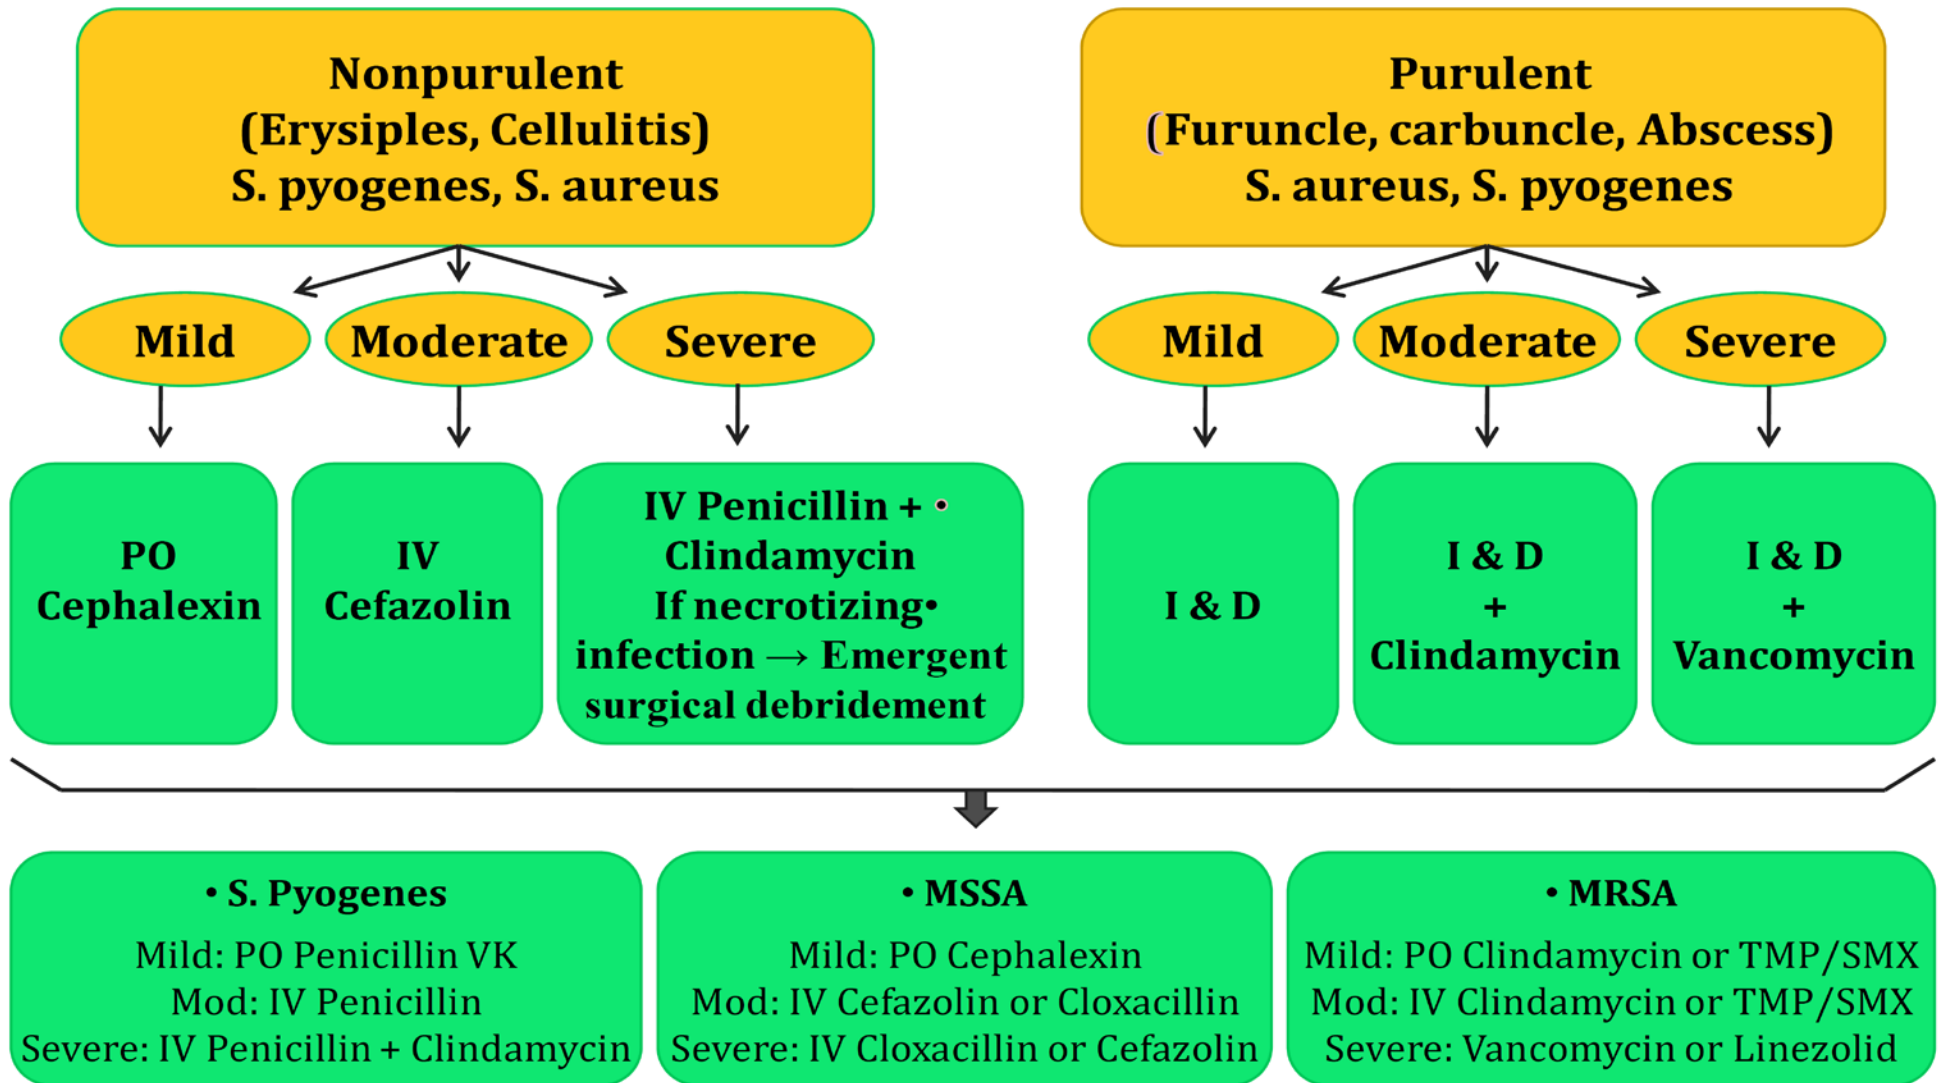 Nonpurulent
(Erysiples, Cellulitis)
S. pyogenes, S. aureus
Purulent
(Furuncle, carbuncle, Abscess)
S. aureus, S. pyogenes
Mild
Moderate
Severe
Mild
Moderate
Severe
PO
Cephalexin
IV
Cefazolin
IV Penicillin + •
Clindamycin
If necrotizing•
infection → Emergent
surgical debridement
I & D
I & D
+
Clindamycin
I & D
+
Vancomycin
• S. Pyogenes
Mild: PO Penicillin VK
Mod: IV Penicillin
Severe: IV Penicillin + Clindamycin
• MSSA
Mild: PO Cephalexin
Mod: IV Cefazolin or Cloxacillin
Severe: IV Cloxacillin or Cefazolin
• MRSA
Mild: PO Clindamycin or TMP/SMX
Mod: IV Clindamycin or TMP/SMX
Severe: Vancomycin or Linezolid